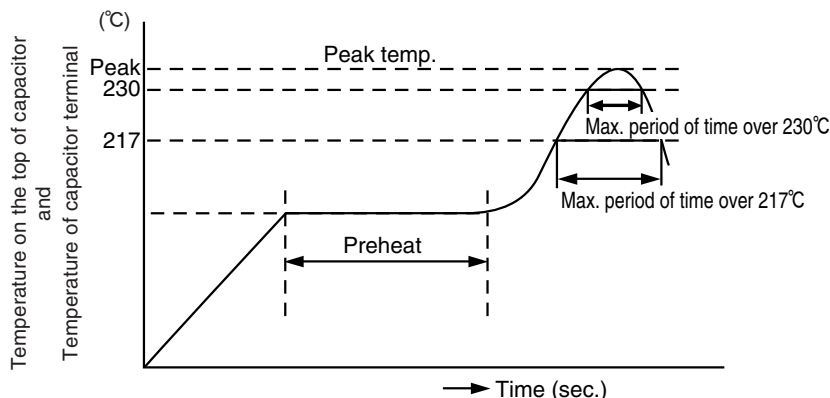 (℃)
Peak temp.
Peak
230
217
Max. period of time over 230℃
Max. period of time over 217℃
Preheat
Time (sec.)
Temperature on the top of capacitor
and
Temperature of capacitor terminal